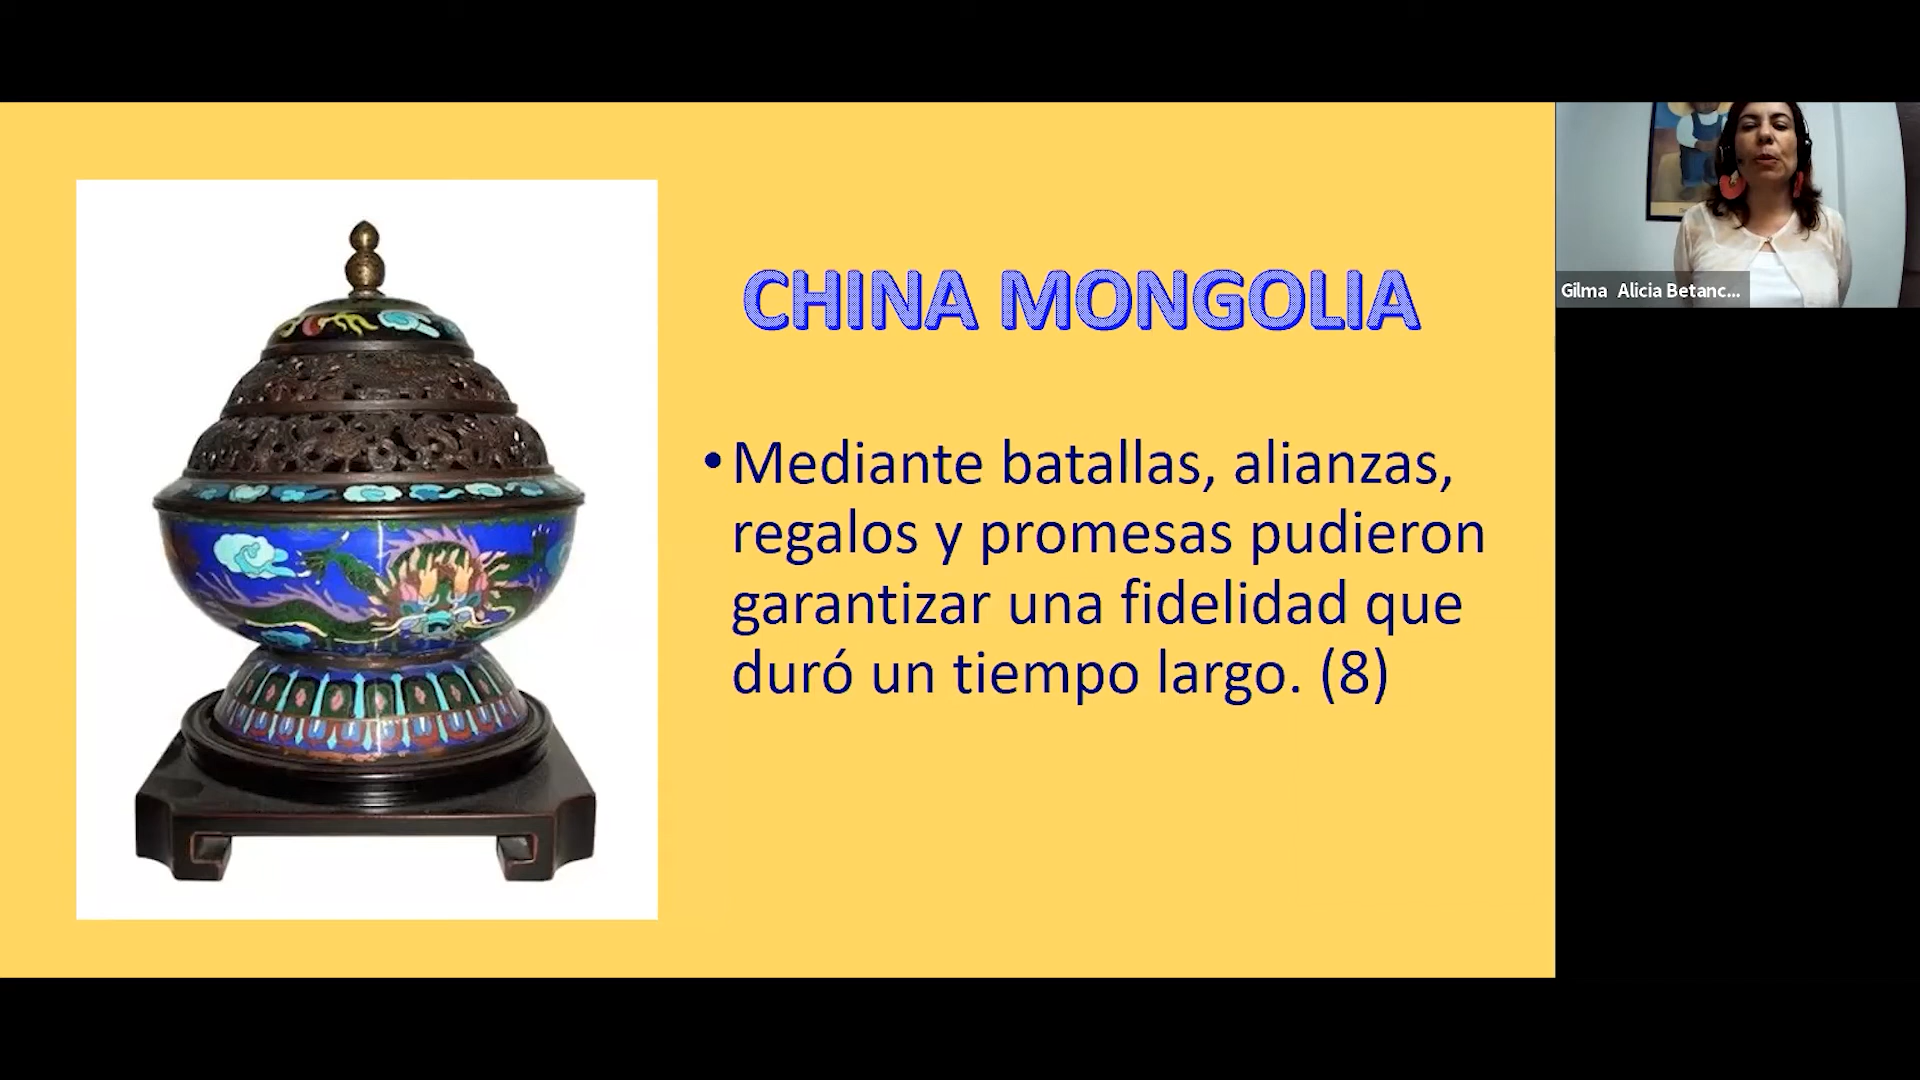 CHINA MONGOLIA
• Mediante batallas, alianzas,
regalos y promesas pudieron
garantizar una fidelidad que
duró un tiempo largo. (8)
Gilma Alicia Betanc...